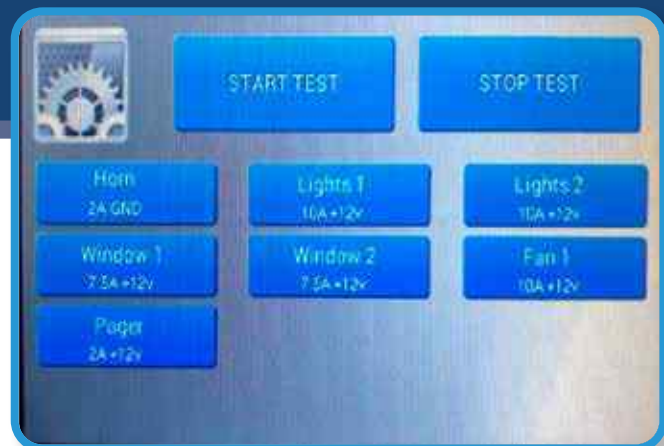 START TEST
STOP TEST
Horn
2A GND
Lights 1
10A +12v
Lights 2
10A +12v
Window 1
7.5A +12v
Window 2
7.5A +12v
Fan 1
10A +12v
Pager
2A +12v